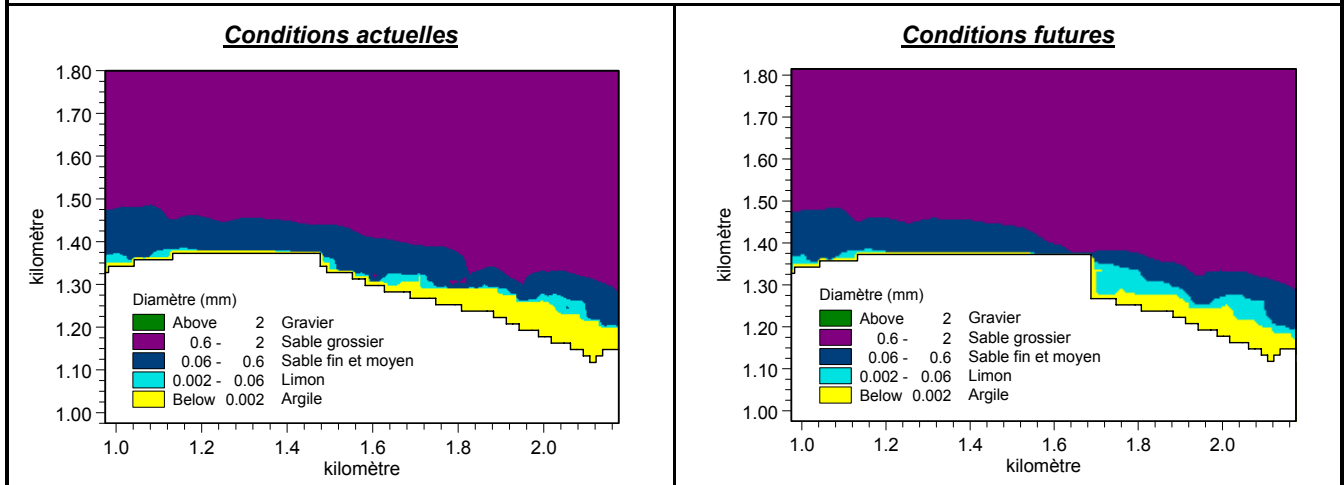 Conditions actuelles
1.80
1.70
1.60
1.50
1.40
1.30
1.20
1.10
1.00
kilomètre
Diamètre (mm)
Above 2 Gravier
0.6 - 2 Sable grossier
0.06 - 0.6 Sable fin et moyen
0.002 - 0.06 Limon
Below 0.002 Argile
1.0 1.2 1.4 1.6 1.8 2.0
kilomètre
Conditions futures
1.80
1.70
1.60
1.50
1.40
1.30
1.20
1.10
1.00
kilomètre
Diamètre (mm)
Above 2 Gravier
0.6 - 2 Sable grossier
0.06 - 0.6 Sable fin et moyen
0.002 - 0.06 Limon
Below 0.002 Argile
1.0 1.2 1.4 1.6 1.8 2.0
kilomètre